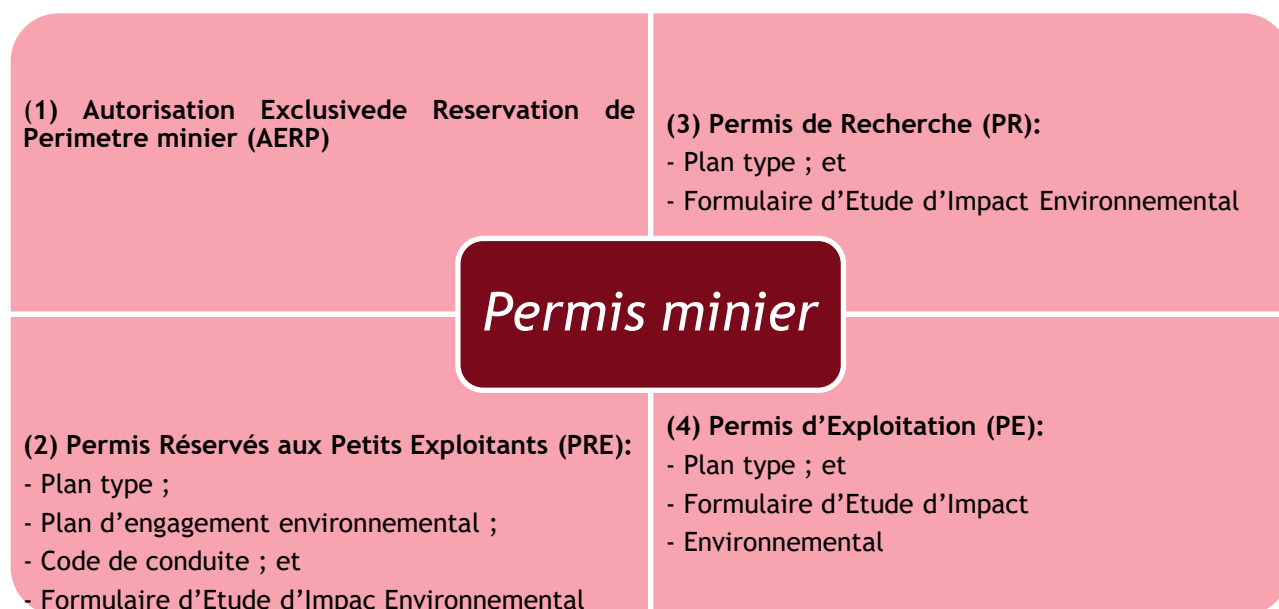 (1) Autorisation Exclusivede Reservation de
Perimetre minier (AERP)
(3) Permis de Recherche (PR):
- Plan type ; et
- Formulaire d’Etude d’Impact Environnemental
Permis minier
(2) Permis Réservés aux Petits Exploitants (PRE):
- Plan type ;
- Plan d’engagement environnemental ;
- Code de conduite ; et
- Formulaire d’Etude d’Impac Environnemental
(4) Permis d’Exploitation (PE):
- Plan type ; et
- Formulaire d’Etude d’Impact
- Environnemental